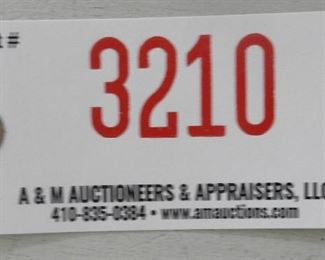 t #
3210
A & M AUCTIONEERS & APPRAISERS, LLC
410-835-0384 • www.amauctions.com